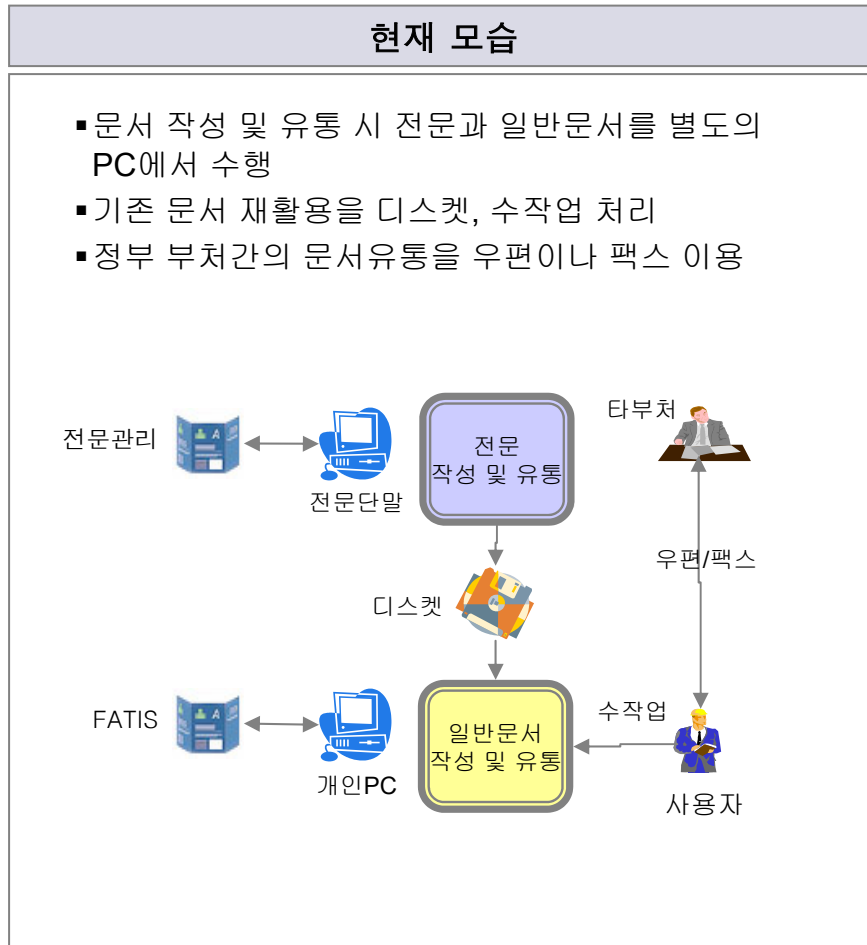 현재 모습
▪문서 작성 및 유통 시 전문과 일반문서를 별도의
PC에서 수행
▪기존 문서 재활용을 디스켓, 수작업 처리
▪정부 부처간의 문서유통을 우편이나 팩스 이용
전문관리
전문단말
전문
작성 및 유통
타부처
우편/팩스
디스켓
FATIS
개인PC
일반문서
작성 및 유통
수작업
사용자